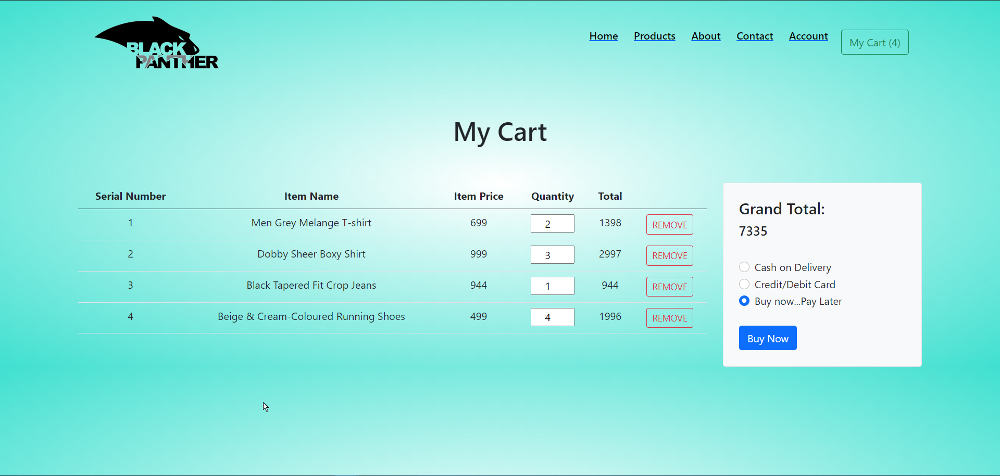 BLACK
PANTHER
Home Products About Contact Account My Cart (4)
My Cart
Serial Number Item Name Item Price Quantity Total
1 Men Grey Melange T-shirt 699 2 1398 REMOVE
2 Dobby Sheer Boxy Shirt 999 3 2997 REMOVE
3 Black Tapered Fit Crop Jeans 944 1 944 REMOVE
4 Beige & Cream-Coloured Running Shoes 499 4 1996 REMOVE
Grand Total:
7335
Cash on Delivery
Credit/Debit Card
Buy now...Pay Later
Buy Now